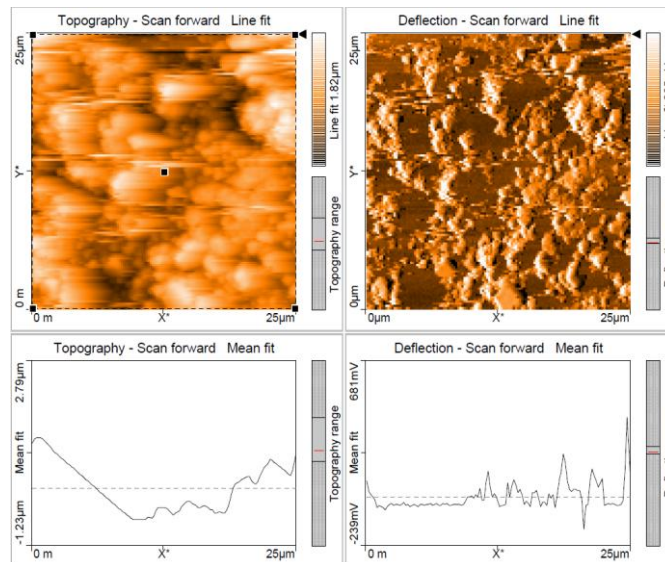 Topography - Scan forward Line fit
25µm
Y*
0 m
0 m
X*
25µm
Line fit 1.82µm
Topography range
Deflection - Scan forward Line fit
25µm
Y*
0µm
0µm
X*
25µm
Topography - Scan forward Mean fit
2.79µm
Mean fit
-1.23µm
0 m
X*
25µm
Topography range
Deflection - Scan forward Mean fit
681mV
Mean fit
-239mV
0 m
X*
25µm